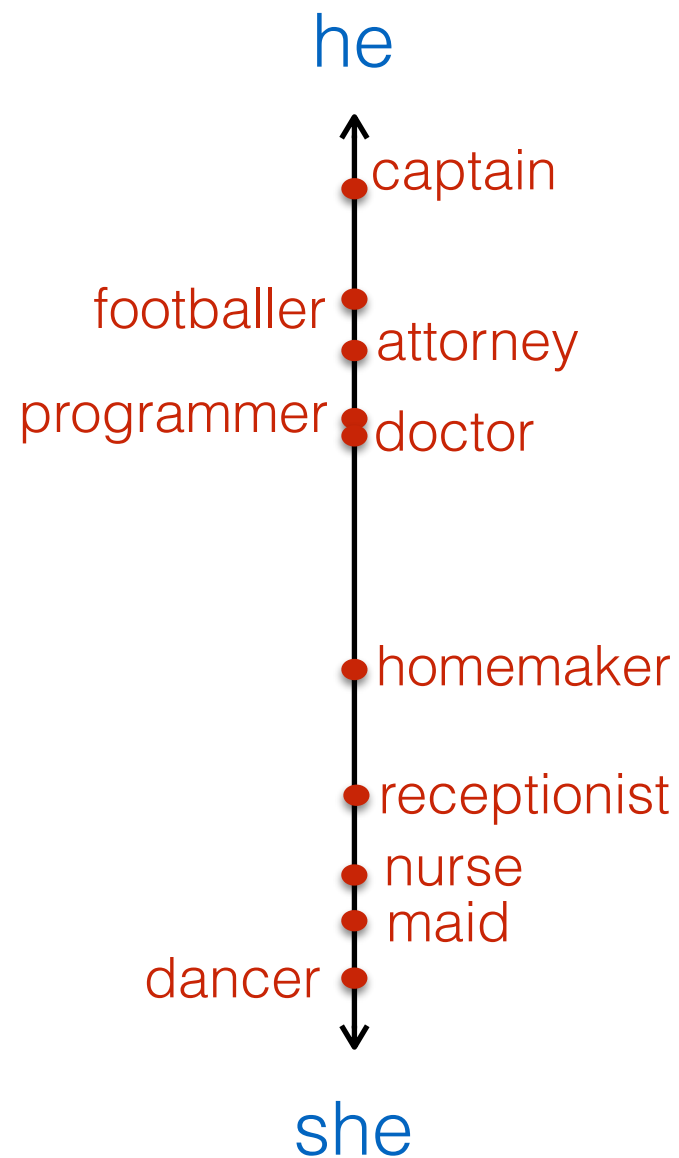 he
captain
footballer
attorney
programmer
doctor
homemaker
receptionist
nurse
maid
dancer
she